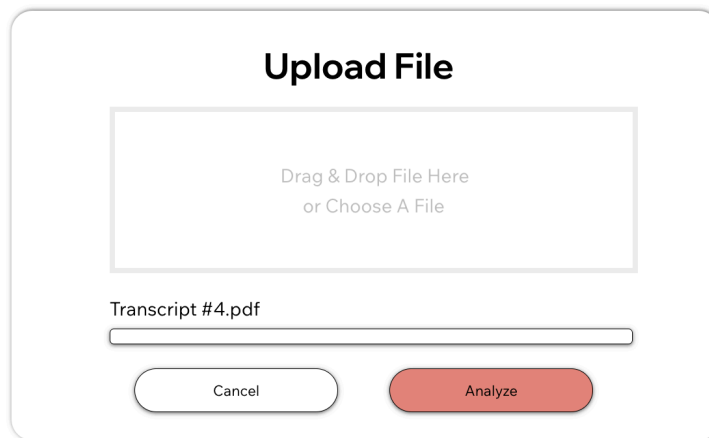 Upload File
Drag & Drop File Here
or Choose A File
Transcript #4.pdf
Cancel
Analyze